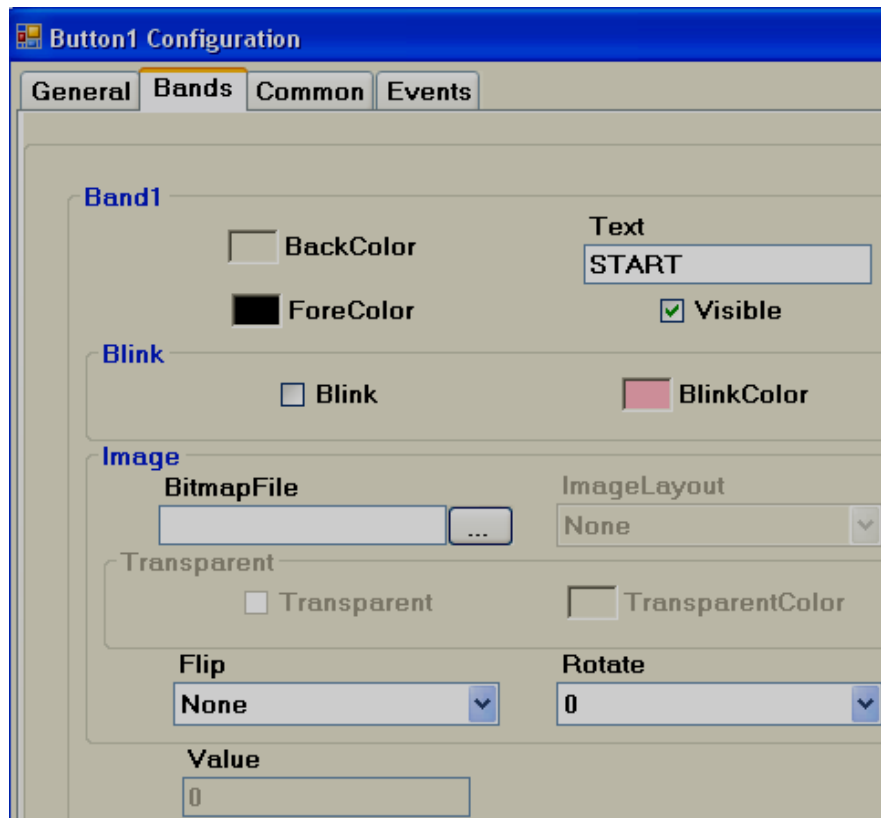 Button1 Configuration
General Bands Common Events
Band1
Text
BackColor
START
ForeColor
Visible
Blink
Blink
BlinkColor
Image
BitmapFile
ImageLayout
...
None
Transparent
Transparent
TransparentColor
Flip
Rotate
None
0
Value
0